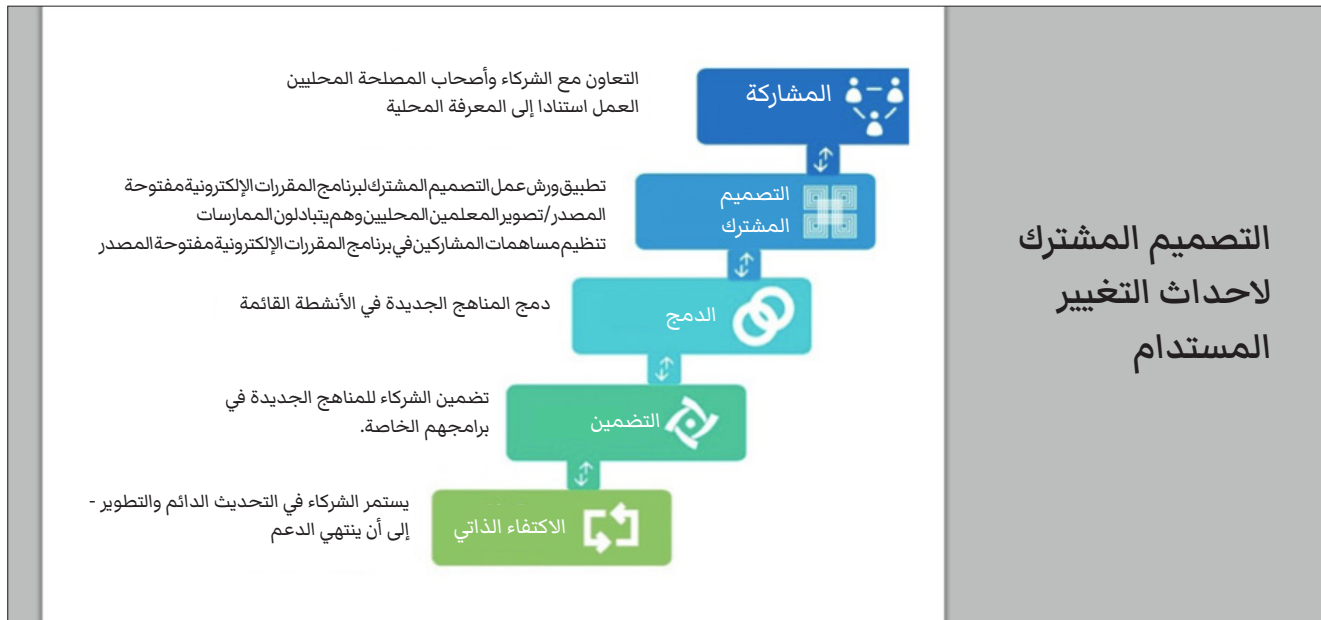 التصميم المشترك
لاحداث التغيير
المستدام
المشاركة
التعاون مع الشركاء وأصحاب المصلحة المحليين
العمل استنادا إلى المعرفة المحلية
التصميم
المشترك
تطبيق ورش عمل التصميم المشترك لبرنامج المقررات الإلكترونية مفتوحة
المصدر/تصوير المعلمين المحليين وهم يتبادلون الممارسات
تنظيم مساهمات المشاركين في برنامج المقررات الإلكترونية مفتوحة المصدر
الدمج
دمج المناهج الجديدة في الأنشطة القائمة
التضمين
تضمين الشركاء للمناهج الجديدة في
برامجهم الخاصة.
الاكتفاء الذاتي
يستمر الشركاء في التحديث الدائم والتطوير -
إلى أن ينتهي الدعم